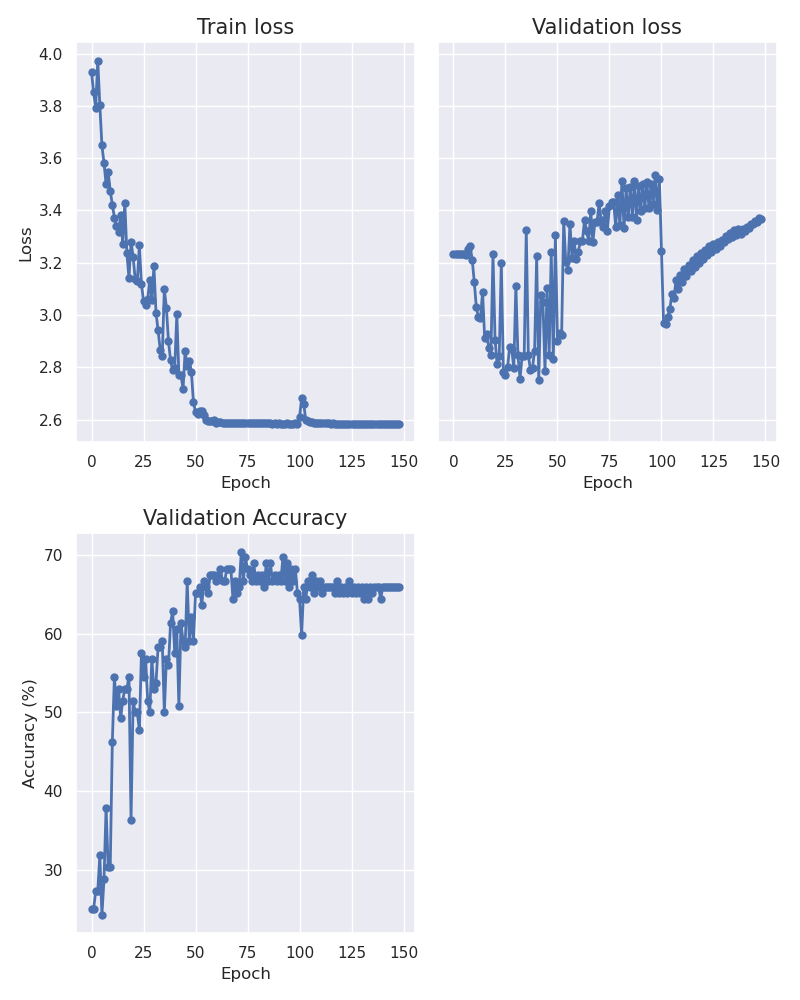 Train loss
Validation loss
4.0
3.8
3.6
3.4
3.2
3.0
2.8
2.6
Loss
0 25 50 75 100 125 150
0 25 50 75 100 125 150
Epoch
Epoch
Validation Accuracy
70
60
50
40
30
Accuracy (%)
0 25 50 75 100 125 150
Epoch